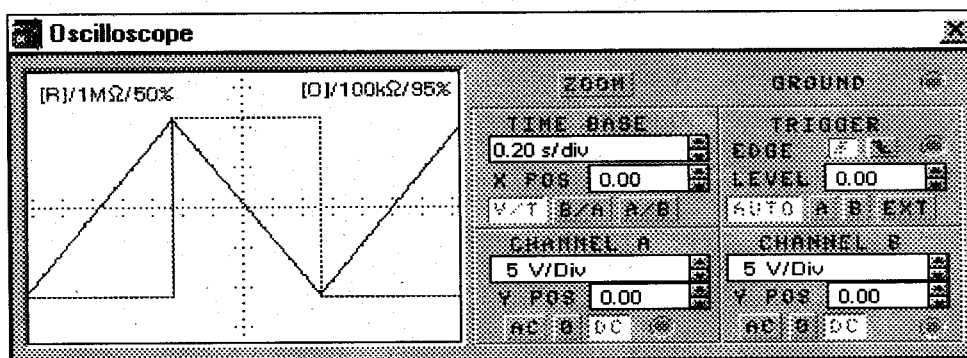 Oscilloscope
[R]/1MΩ/50% [O]/100kΩ/95%
ZOOM GROUND
TIME BASE
0.20 s/div
X POS 0.00
Y/T B/A A/B
TRIGGER
EDGE
LEVEL 0.00
AUTO A B EXT
CHANNEL A
5 V/Div
Y POS 0.00
AC 0 DC
CHANNEL B
5 V/Div
Y POS 0.00
AC 0 DC